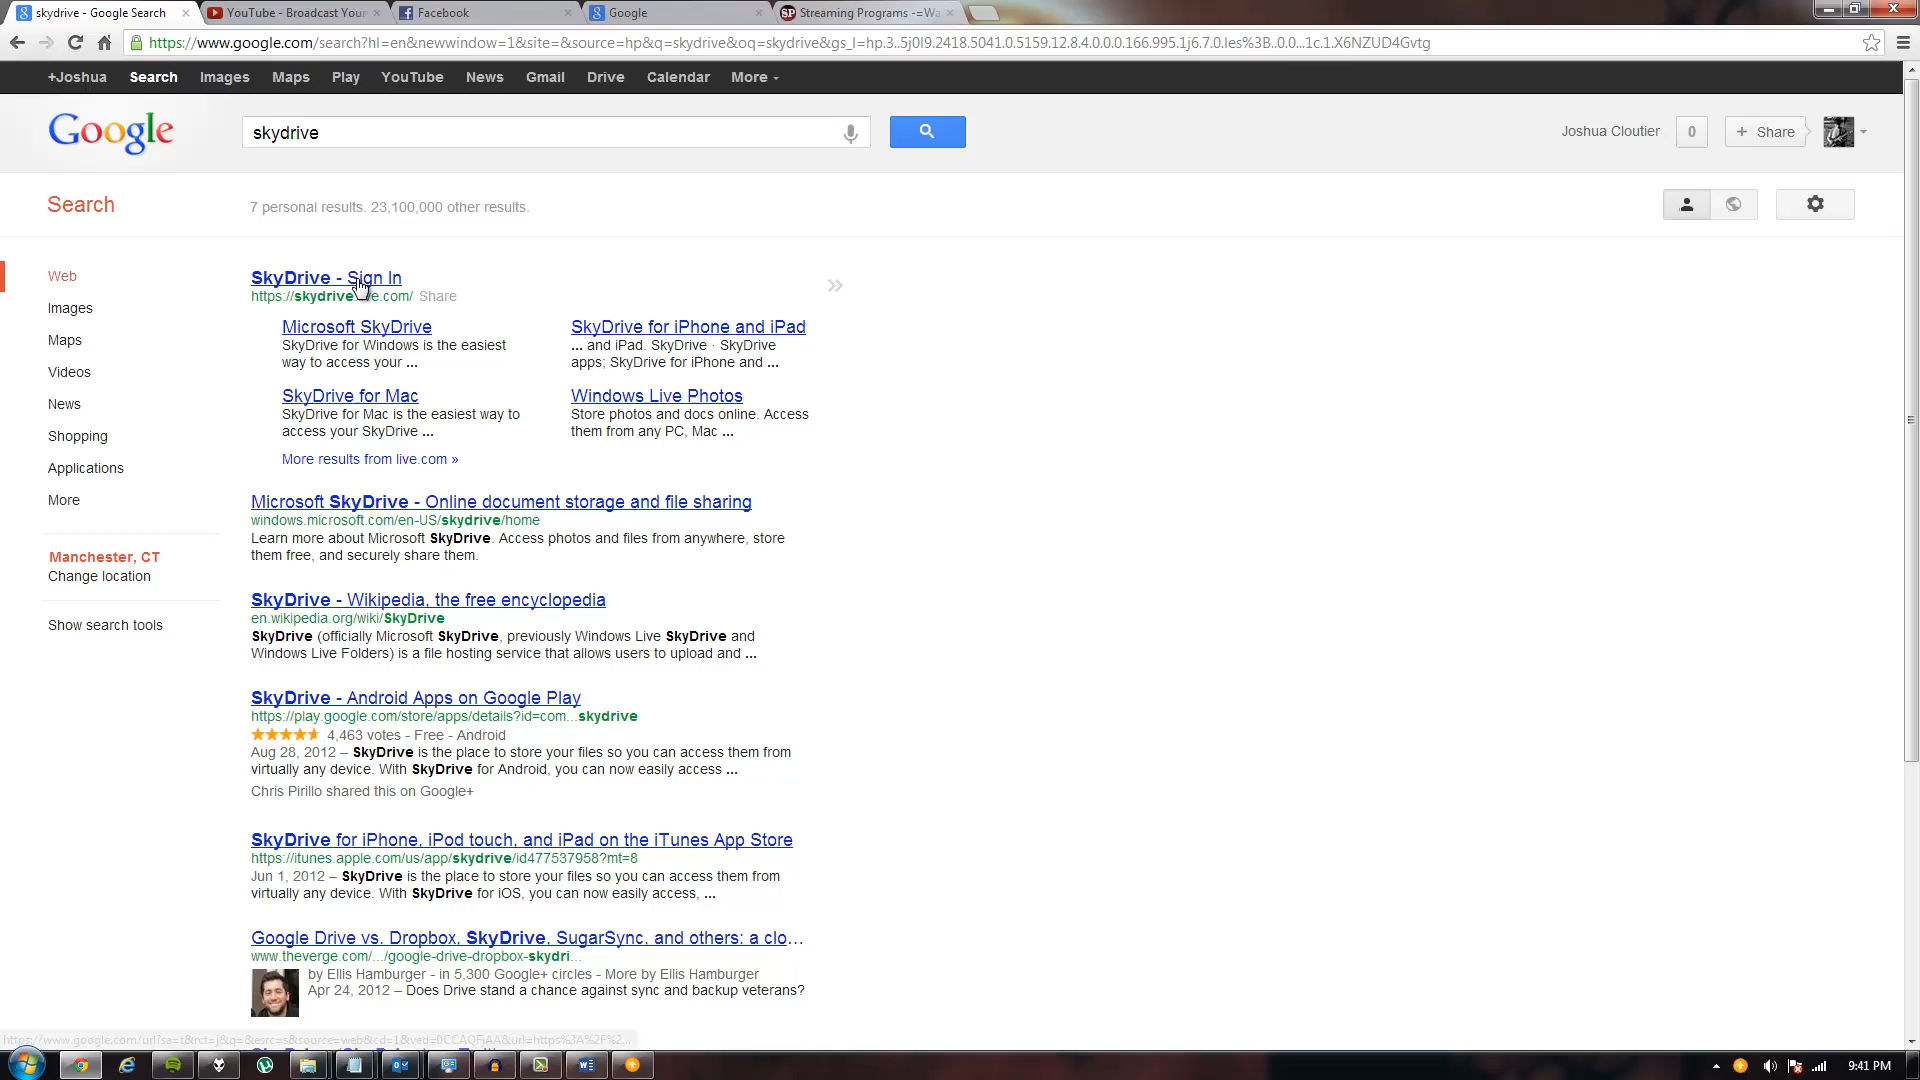 skydrive - Google Search
YouTube - Broadcast Your
Facebook
Google
Streaming Programs -=Wa
https://www.google.com/search?hl=en&newwindow=1&site=&source=hp&q=skydrive&oq=skydrive&gs_l=hp.3..5j0l9.2418.5041.0.5159.12.8.4.0.0.0.166.995.1j6.7.0.les%3B..0.0...1c.1.X6NZUD4Gvtg
+Joshua Search Images Maps Play YouTube News Gmail Drive Calendar More
Google
skydrive
Joshua Cloutier 0 + Share
Search
7 personal results. 23,100,000 other results.
Web
Images
Maps
Videos
News
Shopping
Applications
More
Manchester, CT
Change location
Show search tools
SkyDrive - Sign In
Share
Microsoft SkyDrive
SkyDrive for Windows is the easiest
way to access your ...
SkyDrive for iPhone and iPad
... and iPad. SkyDrive · SkyDrive
apps; SkyDrive for iPhone and ...
SkyDrive for Mac
SkyDrive for Mac is the easiest way to
access your SkyDrive ...
Windows Live Photos
Store photos and docs online. Access
them from any PC, Mac ...
More results from live.com »
Microsoft SkyDrive - Online document storage and file sharing
windows.microsoft.com/en-US/skydrive/home
Learn more about Microsoft SkyDrive. Access photos and files from anywhere, store
them free, and securely share them.
SkyDrive - Wikipedia, the free encyclopedia
en.wikipedia.org/wiki/SkyDrive
SkyDrive (officially Microsoft SkyDrive, previously Windows Live SkyDrive and
Windows Live Folders) is a file hosting service that allows users to upload and ...
SkyDrive - Android Apps on Google Play
https://play.google.com/store/apps/details?id=com...skydrive
4,463 votes - Free - Android
Aug 28, 2012 – SkyDrive is the place to store your files so you can access them from
virtually any device. With SkyDrive for Android, you can now easily access ...
Chris Pirillo shared this on Google+
SkyDrive for iPhone, iPod touch, and iPad on the iTunes App Store
https://itunes.apple.com/us/app/skydrive/id477537958?mt=8
Jun 1, 2012 – SkyDrive is the place to store your files so you can access them from
virtually any device. With SkyDrive for iOS, you can now easily access, ...
Google Drive vs. Dropbox, SkyDrive, SugarSync, and others: a clo...
www.theverge.com/.../google-drive-dropbox-skydri...
by Ellis Hamburger - in 5,300 Google+ circles - More by Ellis Hamburger
Apr 24, 2012 – Does Drive stand a chance against sync and backup veterans?
9:41 PM